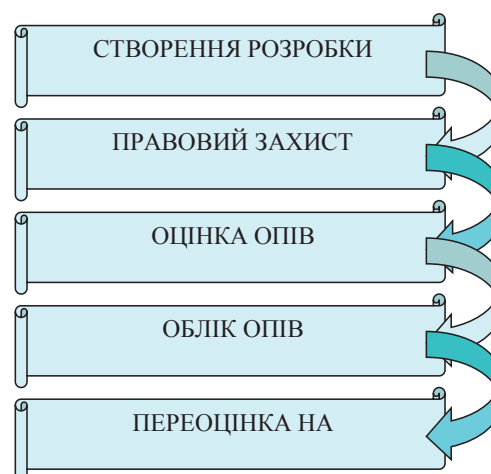 СТВОРЕННЯ РОЗРОБКИ
ПРАВОВИЙ ЗАХИСТ
ОЦІНКА ОПІВ
ОБЛІК ОПІВ
ПЕРЕОЦІНКА НА